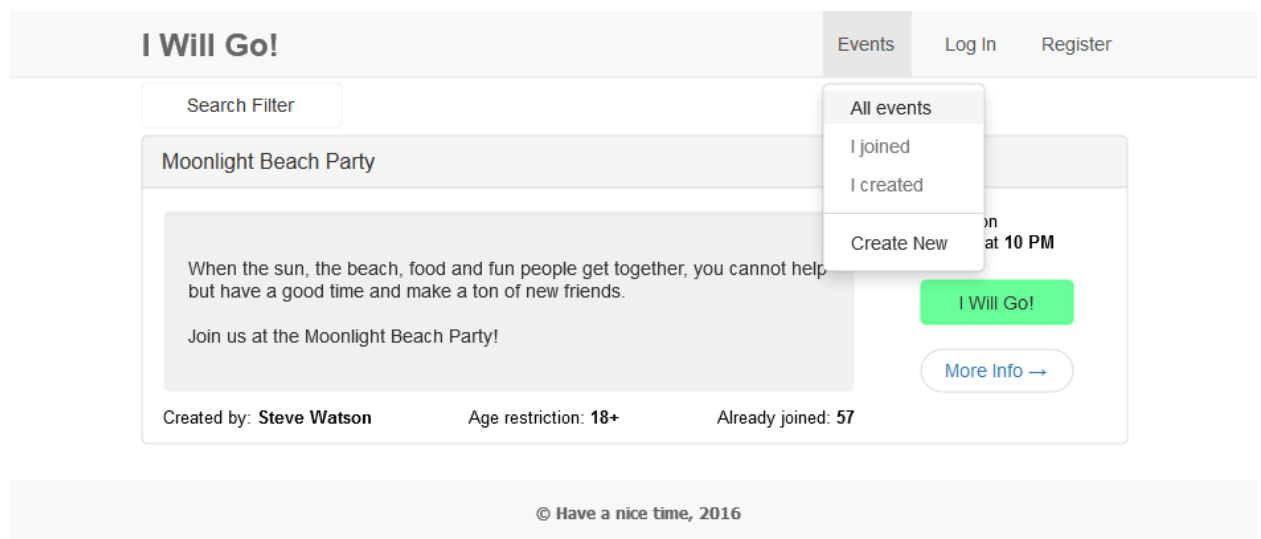 I Will Go!
Events
Log In
Register
Search Filter
All events
I joined
I created
Create New
Moonlight Beach Party
at 10 PM
When the sun, the beach, food and fun people get together, you cannot help
but have a good time and make a ton of new friends.
Join us at the Moonlight Beach Party!
I Will Go!
More Info →
Created by: Steve Watson
Age restriction: 18+
Already joined: 57
© Have a nice time, 2016